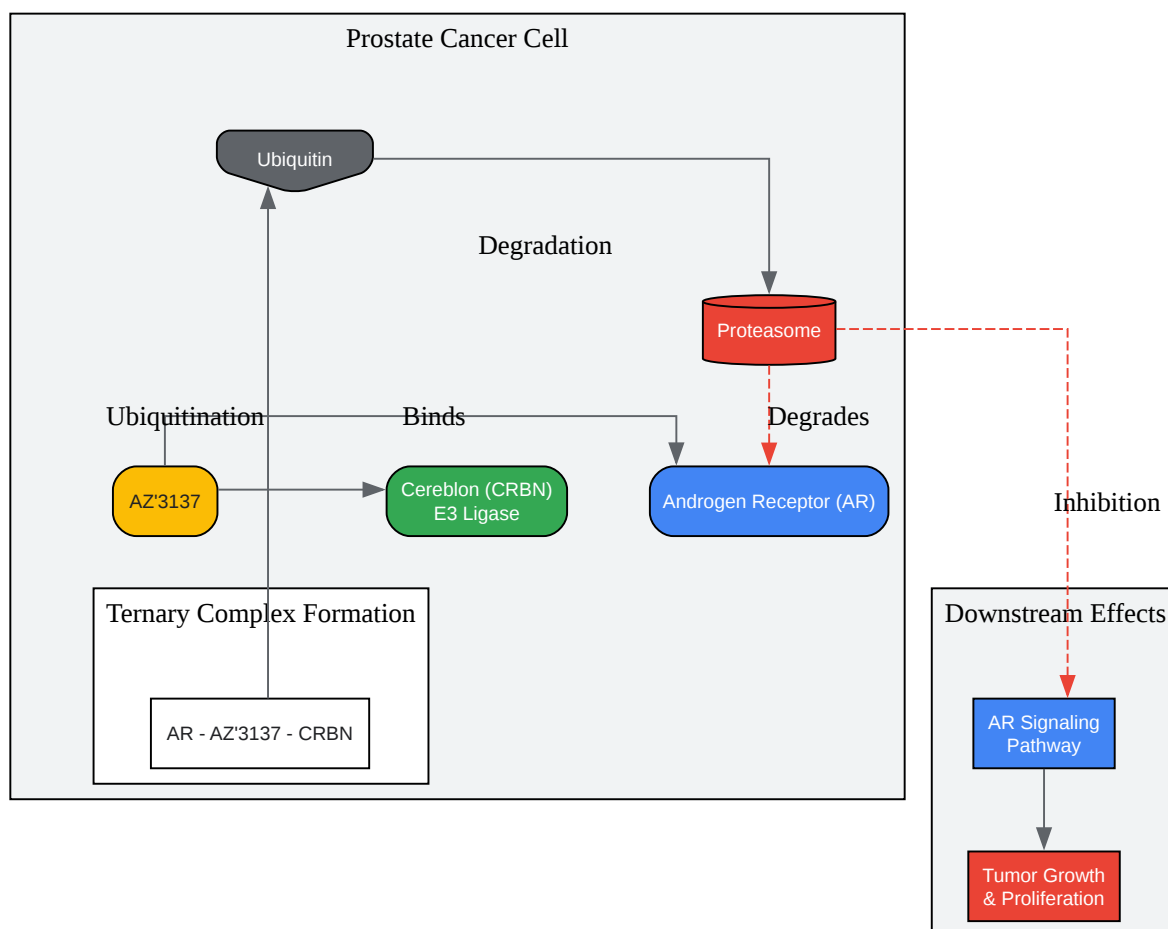 Prostate Cancer Cell
Ubiquitin
Degradation
Proteasome
Ubiquitination
Binds
Degrades
AZ'3137
Cereblon (CRBN)
E3 Ligase
Androgen Receptor (AR)
Inhibition
Ternary Complex Formation
Downstream Effects
AR - AZ'3137 - CRBN
AR Signaling
Pathway
Tumor Growth
& Proliferation